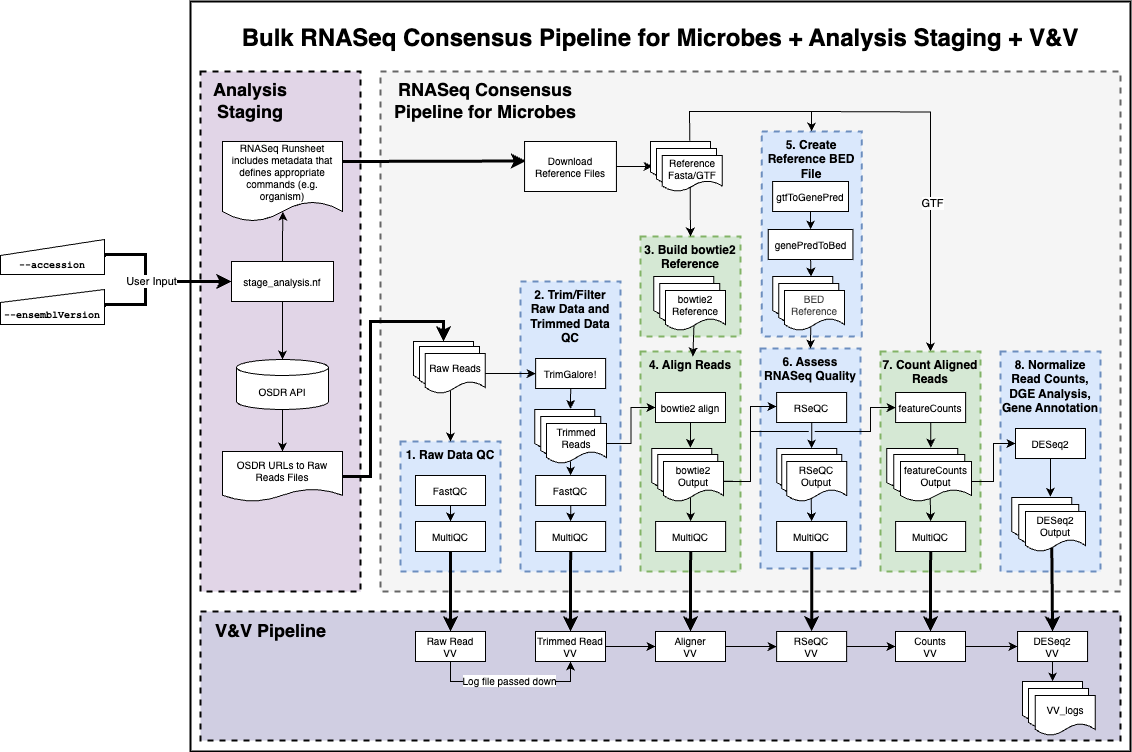 Bulk RNASeq Consensus Pipeline for Microbes + Analysis Staging + V&V
Analysis
Staging
RNASeq Runsheet
includes metadata that
defines appropriate
commands (e.g.
organism)
--accession
--ensemblVersion
User Input
stage_analysis.nf
OSDR API
OSDR URLs to Raw
Reads Files
RNASeq Consensus
Pipeline for Microbes
Download
Reference Files
Reference
Fasta/GTF
GTF
Raw Reads
1. Raw Data QC
FastQC
MultiQC
2. Trim/Filter
Raw Data and
Trimmed Data
QC
TrimGalore!
Trimmed
Reads
FastQC
MultiQC
3. Build bowtie2
Reference
bowtie2
Reference
4. Align Reads
bowtie2 align
bowtie2
Output
MultiQC
5. Create
Reference BED
File
gtfToGenePred
genePredToBed
BED
Reference
6. Assess
RNASeq Quality
RSeQC
RSeQC
Output
MultiQC
7. Count Aligned
Reads
featureCounts
featureCounts
Output
MultiQC
8. Normalize
Read Counts,
DGE Analysis,
Gene Annotation
DESeq2
DESeq2
Output
V&V Pipeline
Raw Read
VV
Log file passed down
Trimmed Read
VV
Aligner
VV
RSeQC
VV
Counts
VV
DESeq2
VV
VV_logs